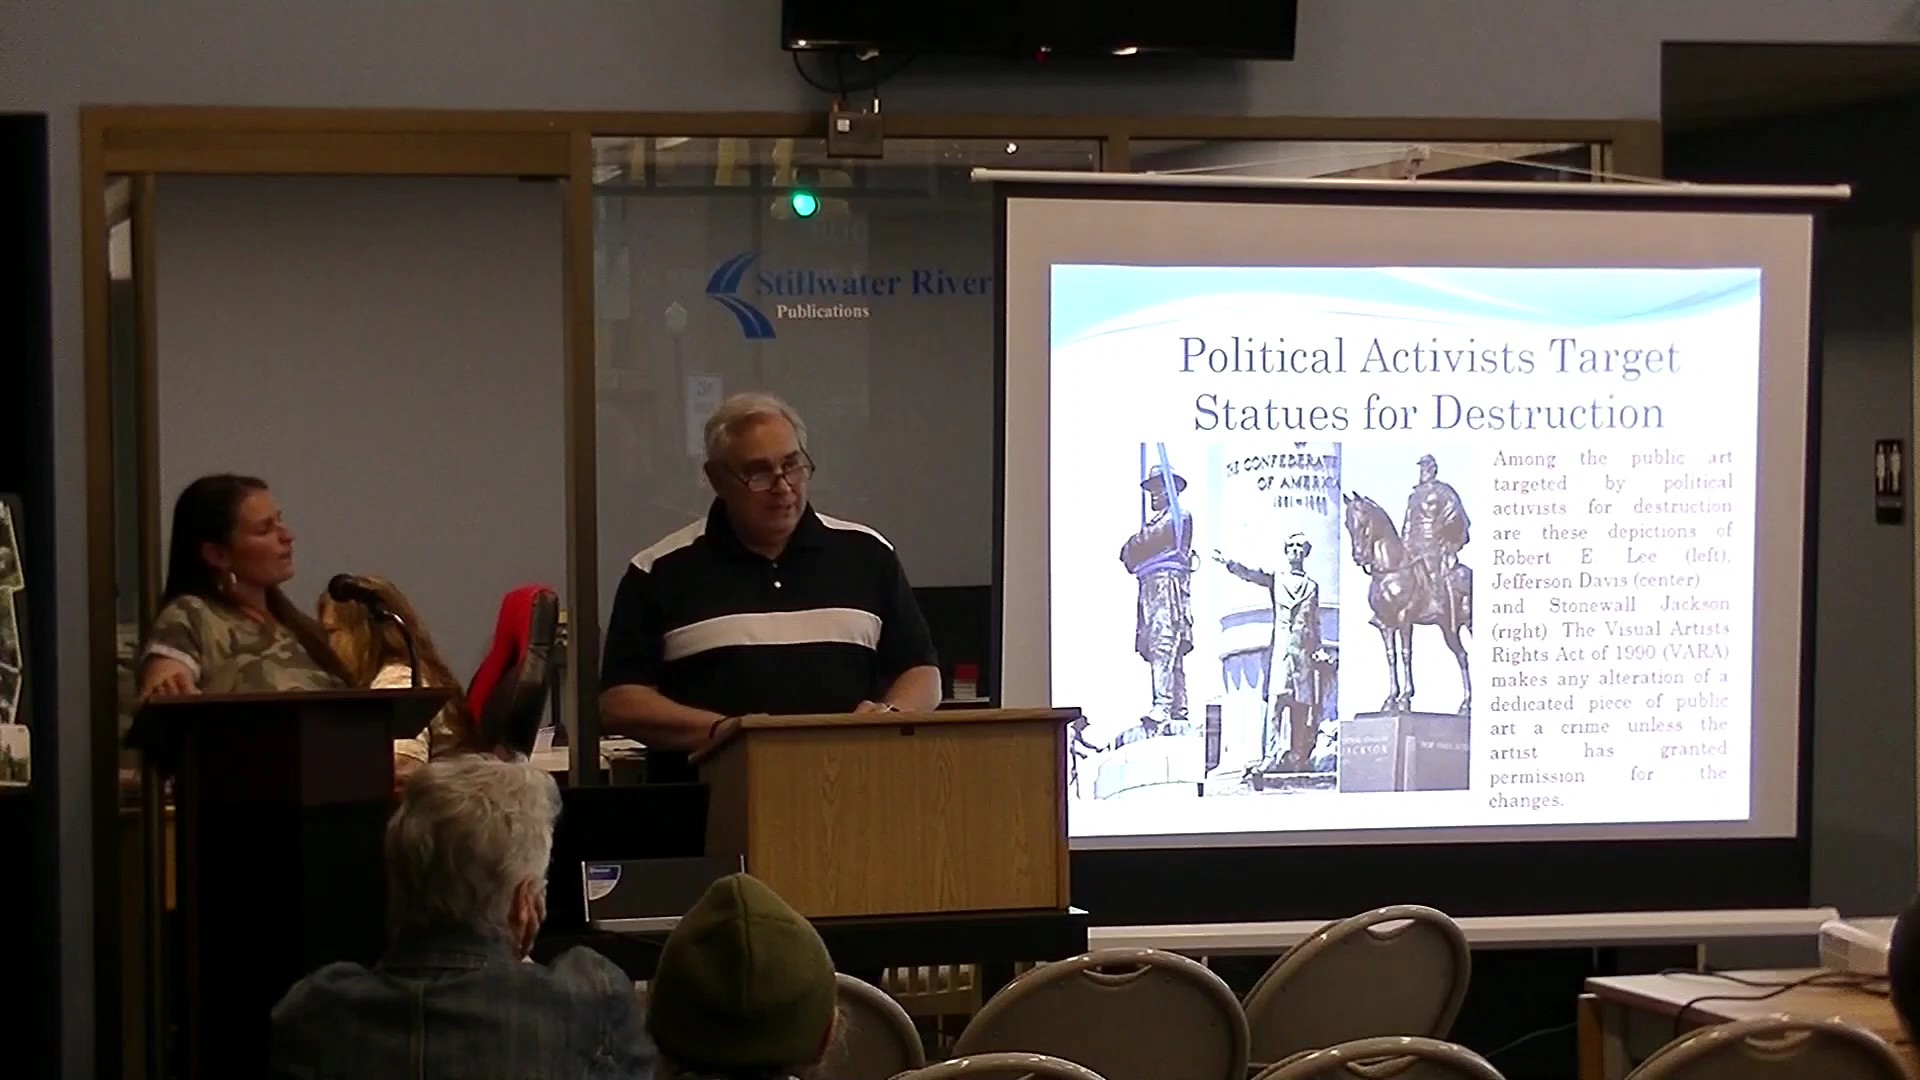 Stillwater River
Publications
Political Activists Target
Statues for Destruction
THE CONFEDERATE
OF AMERICA
1861-1865
JACKSON
Among the public art
targeted by political
activists for destruction
are these depictions of
Robert E. Lee (left),
Jefferson Davis (center)
and Stonewall Jackson
(right) The Visual Artists
Rights Act of 1990 (VARA)
makes any alteration of a
dedicated piece of public
art a crime unless the
artist has granted
permission for the
changes.